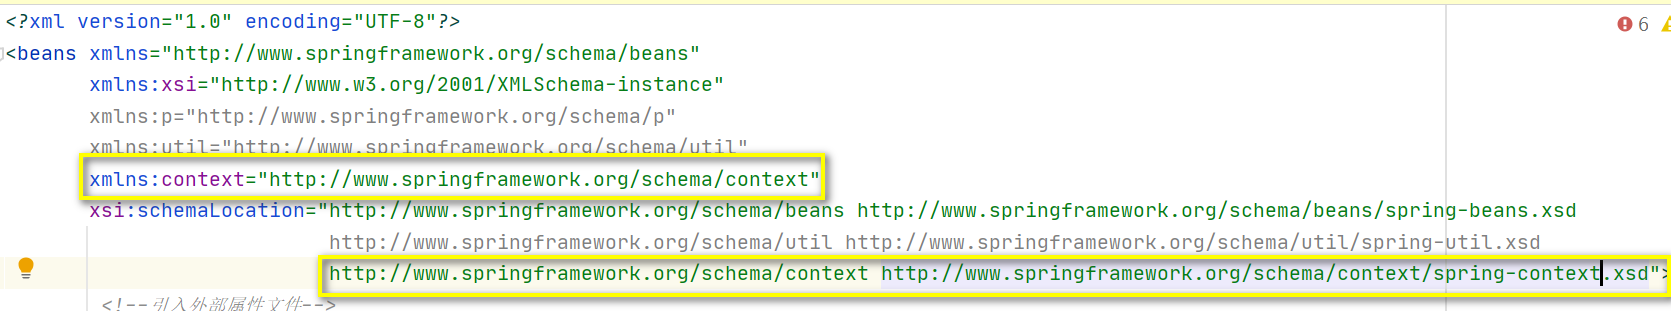 <?xml version="1.0" encoding="UTF-8"?>
6
<beans xmlns="http://www.springframework.org/schema/beans"
xmlns:xsi="http://www.w3.org/2001/XMLSchema-instance"
xmlns:p="http://www.springframework.org/schema/p"
xmlns:util="http://www.springframework.org/schema/util"
xmlns:context="http://www.springframework.org/schema/context"
xsi:schemaLocation="http://www.springframework.org/schema/beans http://www.springframework.org/schema/beans/spring-beans.xsd
http://www.springframework.org/schema/util http://www.springframework.org/schema/util/spring-util.xsd
http://www.springframework.org/schema/context http://www.springframework.org/schema/context/spring-context.xsd">
<!--引入外部属性文件-->